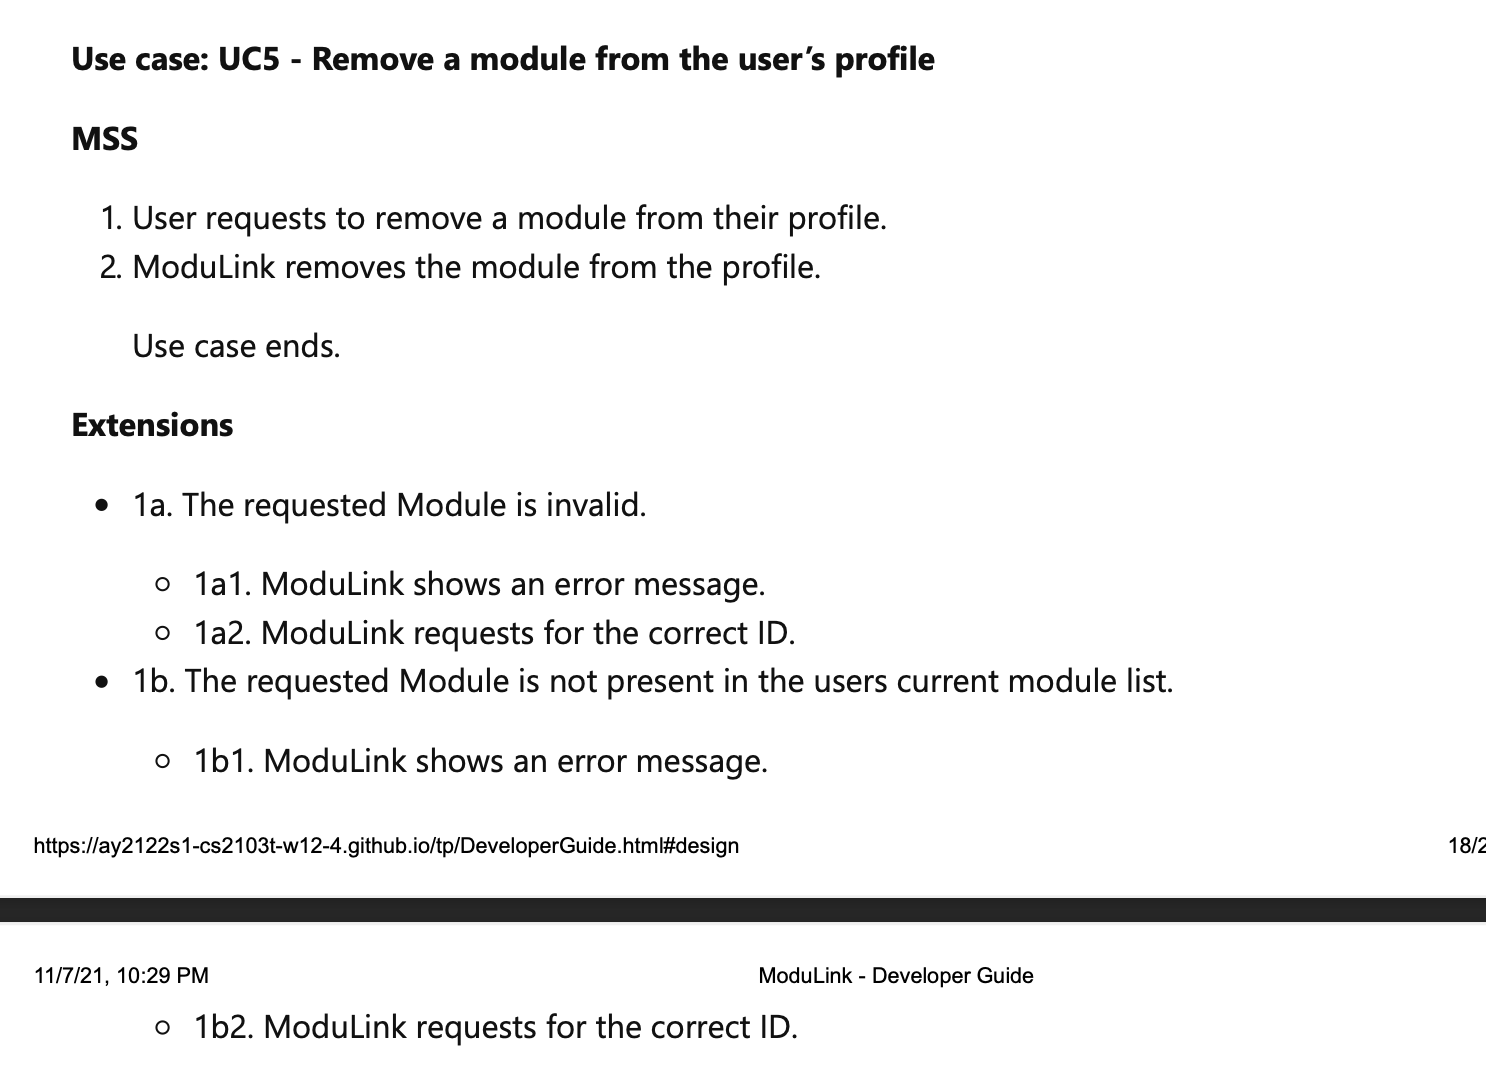 Use case: UC5 - Remove a module from the user’s profile
MSS
1. User requests to remove a module from their profile.
2. ModuLink removes the module from the profile.
Use case ends.
Extensions
• 1a. The requested Module is invalid.
○ 1a1. ModuLink shows an error message.
○ 1a2. ModuLink requests for the correct ID.
• 1b. The requested Module is not present in the users current module list.
○ 1b1. ModuLink shows an error message.
https://ay2122s1-cs2103t-w12-4.github.io/tp/DeveloperGuide.html#design 18/2
11/7/21, 10:29 PM ModuLink - Developer Guide
○ 1b2. ModuLink requests for the correct ID.